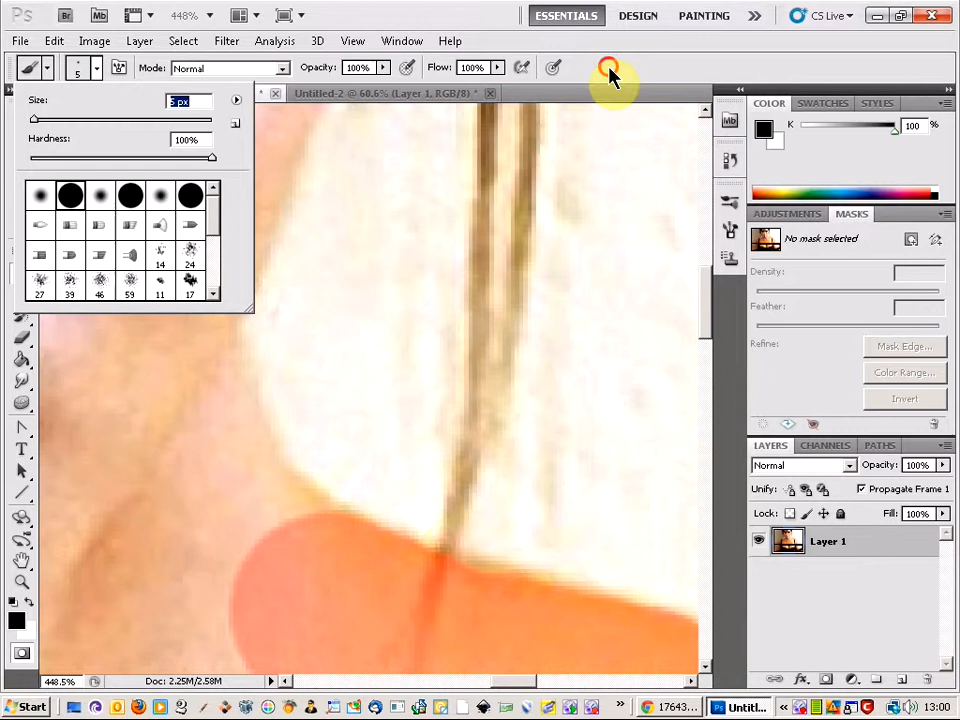 Ps Br Mb 448% ESSENTIALS DESIGN PAINTING CS Live
File Edit Image Layer Select Filter Analysis 3D View Window Help
5 Mode: Normal Opacity: 100% Flow: 100%
Size: 5 px
Hardness: 100%
14 24
27 39 46 59 11 17
* Untitled-2 @ 60.6% (Layer 1, RGB/8) *
COLOR SWATCHES STYLES
K 100 %
Mb
ADJUSTMENTS MASKS
No mask selected
Density:
Feather:
Refine: Mask Edge...
Color Range...
Invert
LAYERS CHANNELS PATHS
Normal Opacity: 100%
Unify: Propagate Frame 1
Lock: Fill: 100%
Layer 1
T
fx
448.5% Doc: 2.25M/2.58M
Start 17643... Untitl... 13:00